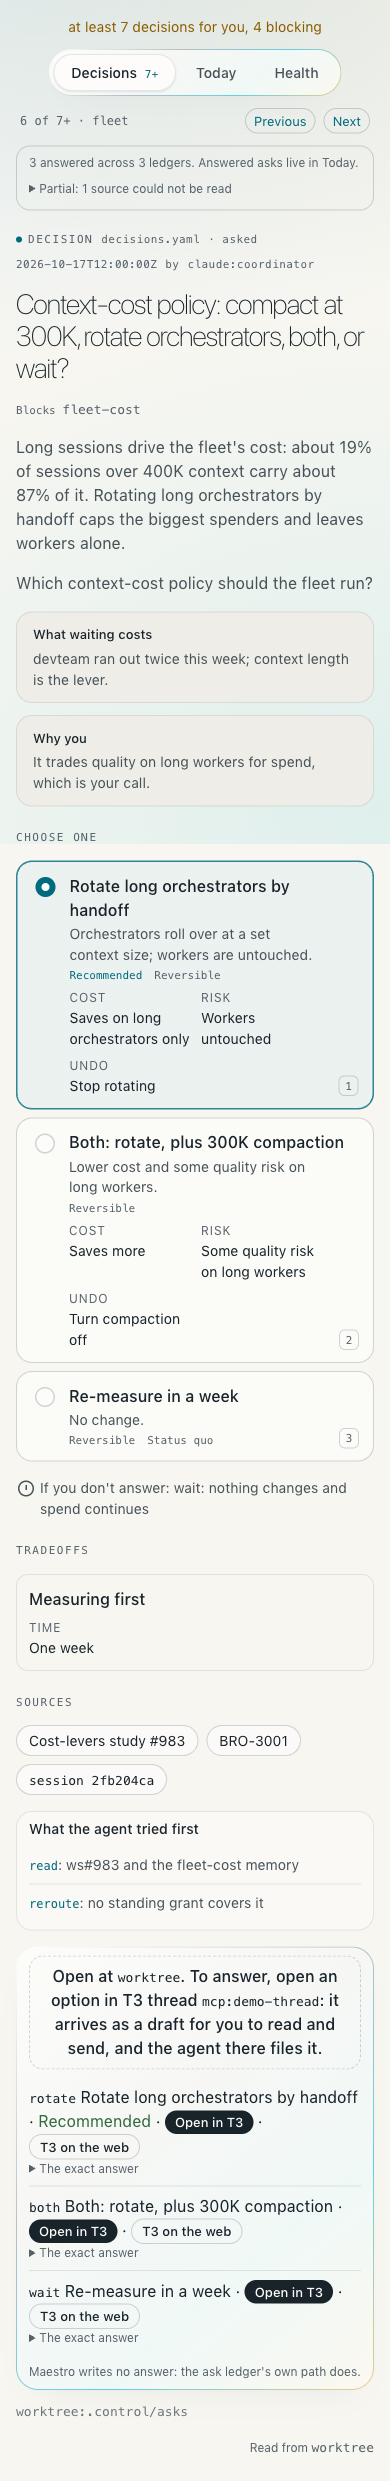 at least 7 decisions for you, 4 blocking
Decisions 7+ Today Health
6 of 7+ · fleet Previous Next
3 answered across 3 ledgers. Answered asks live in Today.
▶ Partial: 1 source could not be read
DECISION decisions.yaml · asked
2026-10-17T12:00:00Z by claude:coordinator
Context-cost policy: compact at
300K, rotate orchestrators, both, or
wait?
Blocks fleet-cost
Long sessions drive the fleet's cost: about 19%
of sessions over 400K context carry about
87% of it. Rotating long orchestrators by
handoff caps the biggest spenders and leaves
workers alone.
Which context-cost policy should the fleet run?
What waiting costs
devteam ran out twice this week; context length
is the lever.
Why you
It trades quality on long workers for spend,
which is your call.
CHOOSE ONE
Rotate long orchestrators by
handoff
Orchestrators roll over at a set
context size; workers are untouched.
Recommended Reversible
COST RISK
Saves on long Workers
orchestrators only untouched
UNDO
Stop rotating 1
Both: rotate, plus 300K compaction
Lower cost and some quality risk on
long workers.
Reversible
COST RISK
Saves more Some quality risk
on long workers
UNDO
Turn compaction
off 2
Re-measure in a week
No change.
Reversible Status quo 3
If you don't answer: wait: nothing changes and
spend continues
TRADEOFFS
Measuring first
TIME
One week
SOURCES
Cost-levers study #983 BRO-3001
session 2fb204ca
What the agent tried first
read: ws#983 and the fleet-cost memory
reroute: no standing grant covers it
Open at worktree. To answer, open an
option in T3 thread mcp:demo-thread: it
arrives as a draft for you to read and
send, and the agent there files it.
rotate Rotate long orchestrators by handoff
· Recommended · Open in T3 ·
T3 on the web
▶ The exact answer
both Both: rotate, plus 300K compaction ·
Open in T3 · T3 on the web
▶ The exact answer
wait Re-measure in a week · Open in T3 ·
T3 on the web
▶ The exact answer
Maestro writes no answer: the ask ledger's own path does.
worktree:.control/asks
Read from worktree